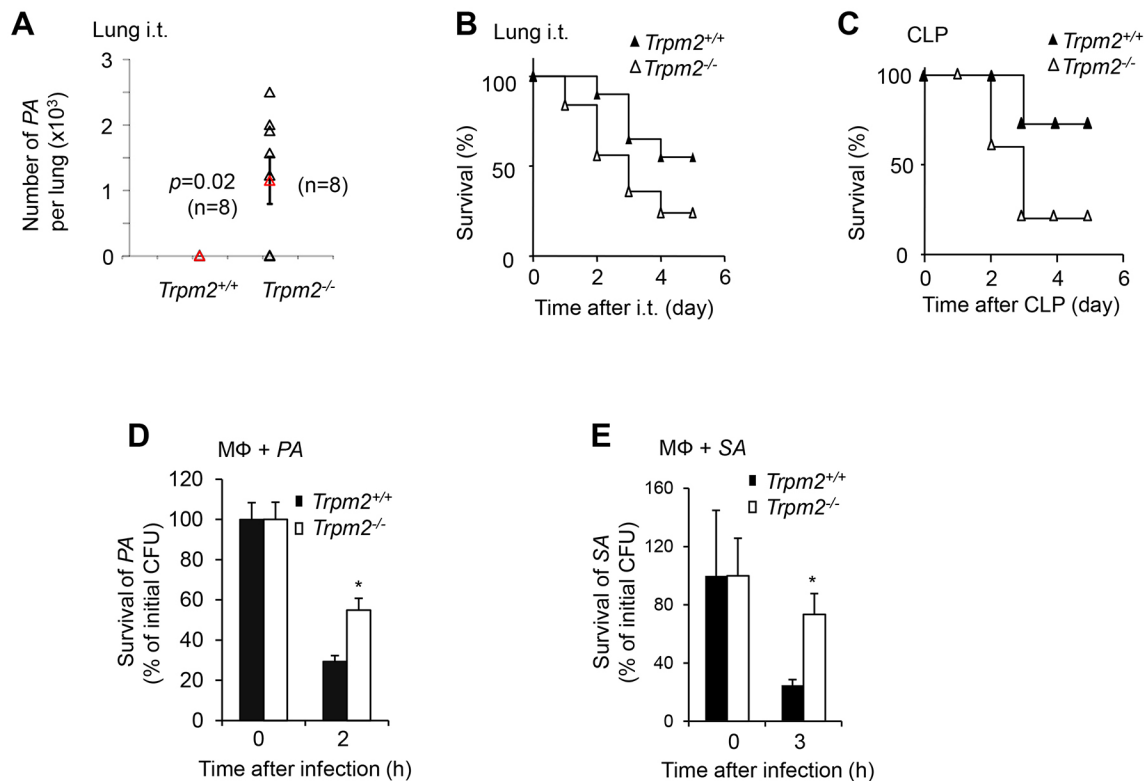 A
Lung i.t.
Number of PA
per lung (x10³)
3
2
1
0
p=0.02
(n=8)
(n=8)
Trpm2+/+
Trpm2-/-
B
Lung i.t.
Trpm2+/+
Trpm2-/-
Survival (%)
100
50
0
0
2
4
6
Time after i.t. (day)
C
CLP
Trpm2+/+
Trpm2-/-
Survival (%)
100
50
0
0
2
4
6
Time after CLP (day)
D
MΦ + PA
Trpm2+/+
Trpm2-/-
Survival of PA
(% of initial CFU)
120
100
80
60
40
20
0
*
0
2
Time after infection (h)
E
MΦ + SA
Trpm2+/+
Trpm2-/-
Survival of SA
(% of initial CFU)
160
120
80
40
0
*
0
3
Time after infection (h)